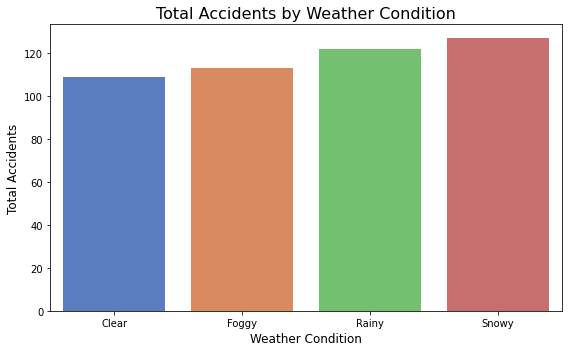 Total Accidents by Weather Condition
Total Accidents
120
100
80
60
40
20
0
Clear Foggy Rainy Snowy
Weather Condition